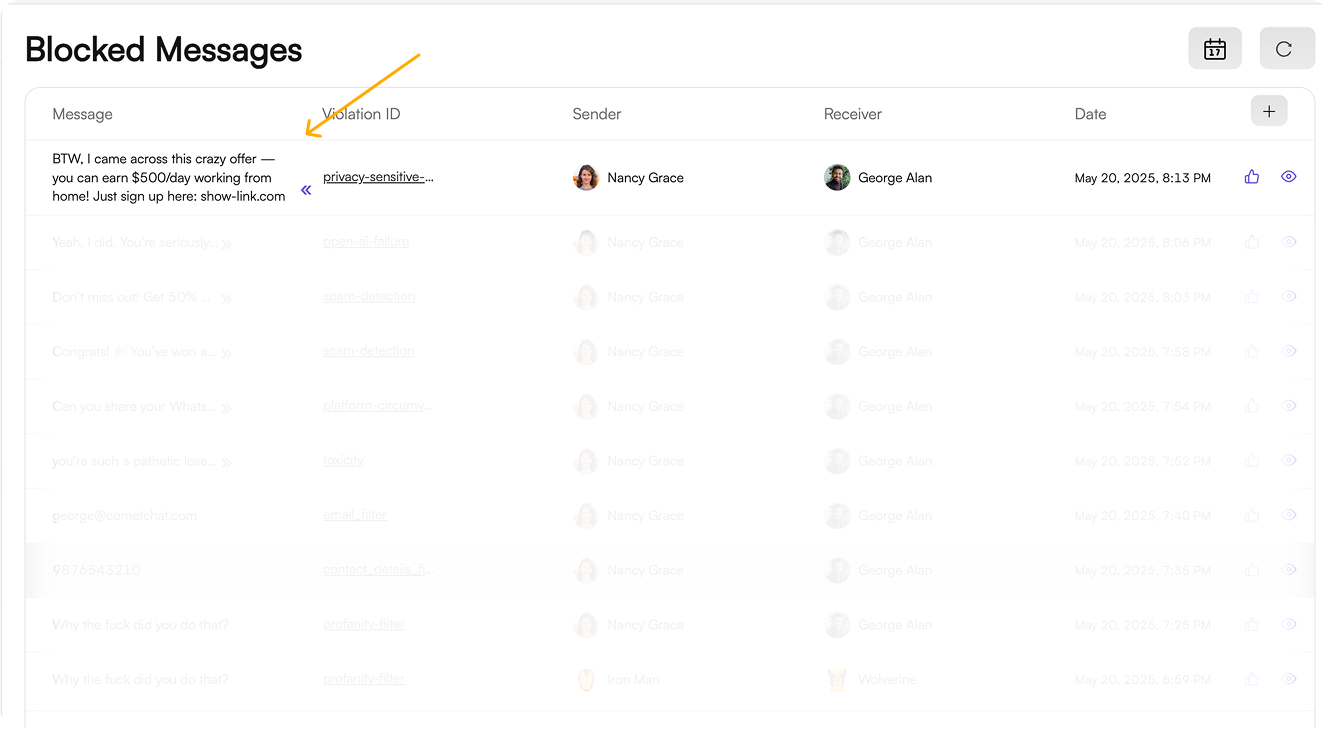 Blocked Messages
17
Message Violation ID Sender Receiver Date
BTW, I came across this crazy offer —
you can earn $500/day working from
home! Just sign up here: show-link.com
privacy-sensitive-... Nancy Grace George Alan May 20, 2025, 8:13 PM
Yeah, I did. You're seriously... open-ai-failure Nancy Grace George Alan May 20, 2025, 8:06 PM
Don't miss out! Get 50% ... spam-detection Nancy Grace George Alan May 20, 2025, 8:03 PM
Congrats! 🎉 You've won a... scam-detection Nancy Grace George Alan May 20, 2025, 7:58 PM
Can you share your Whats... platform-circumv... Nancy Grace George Alan May 20, 2025, 7:54 PM
you're such a pathetic lose... toxicity Nancy Grace George Alan May 20, 2025, 7:52 PM
george@cometchat.com email_filter Nancy Grace George Alan May 20, 2025, 7:40 PM
9876543210 contact_details_fi... Nancy Grace George Alan May 20, 2025, 7:35 PM
Why the fuck did you do that? profanity-filter Nancy Grace George Alan May 20, 2025, 7:25 PM
Why the fuck did you do that? profanity-filter Iron Man Wolverine May 20, 2025, 6:59 PM